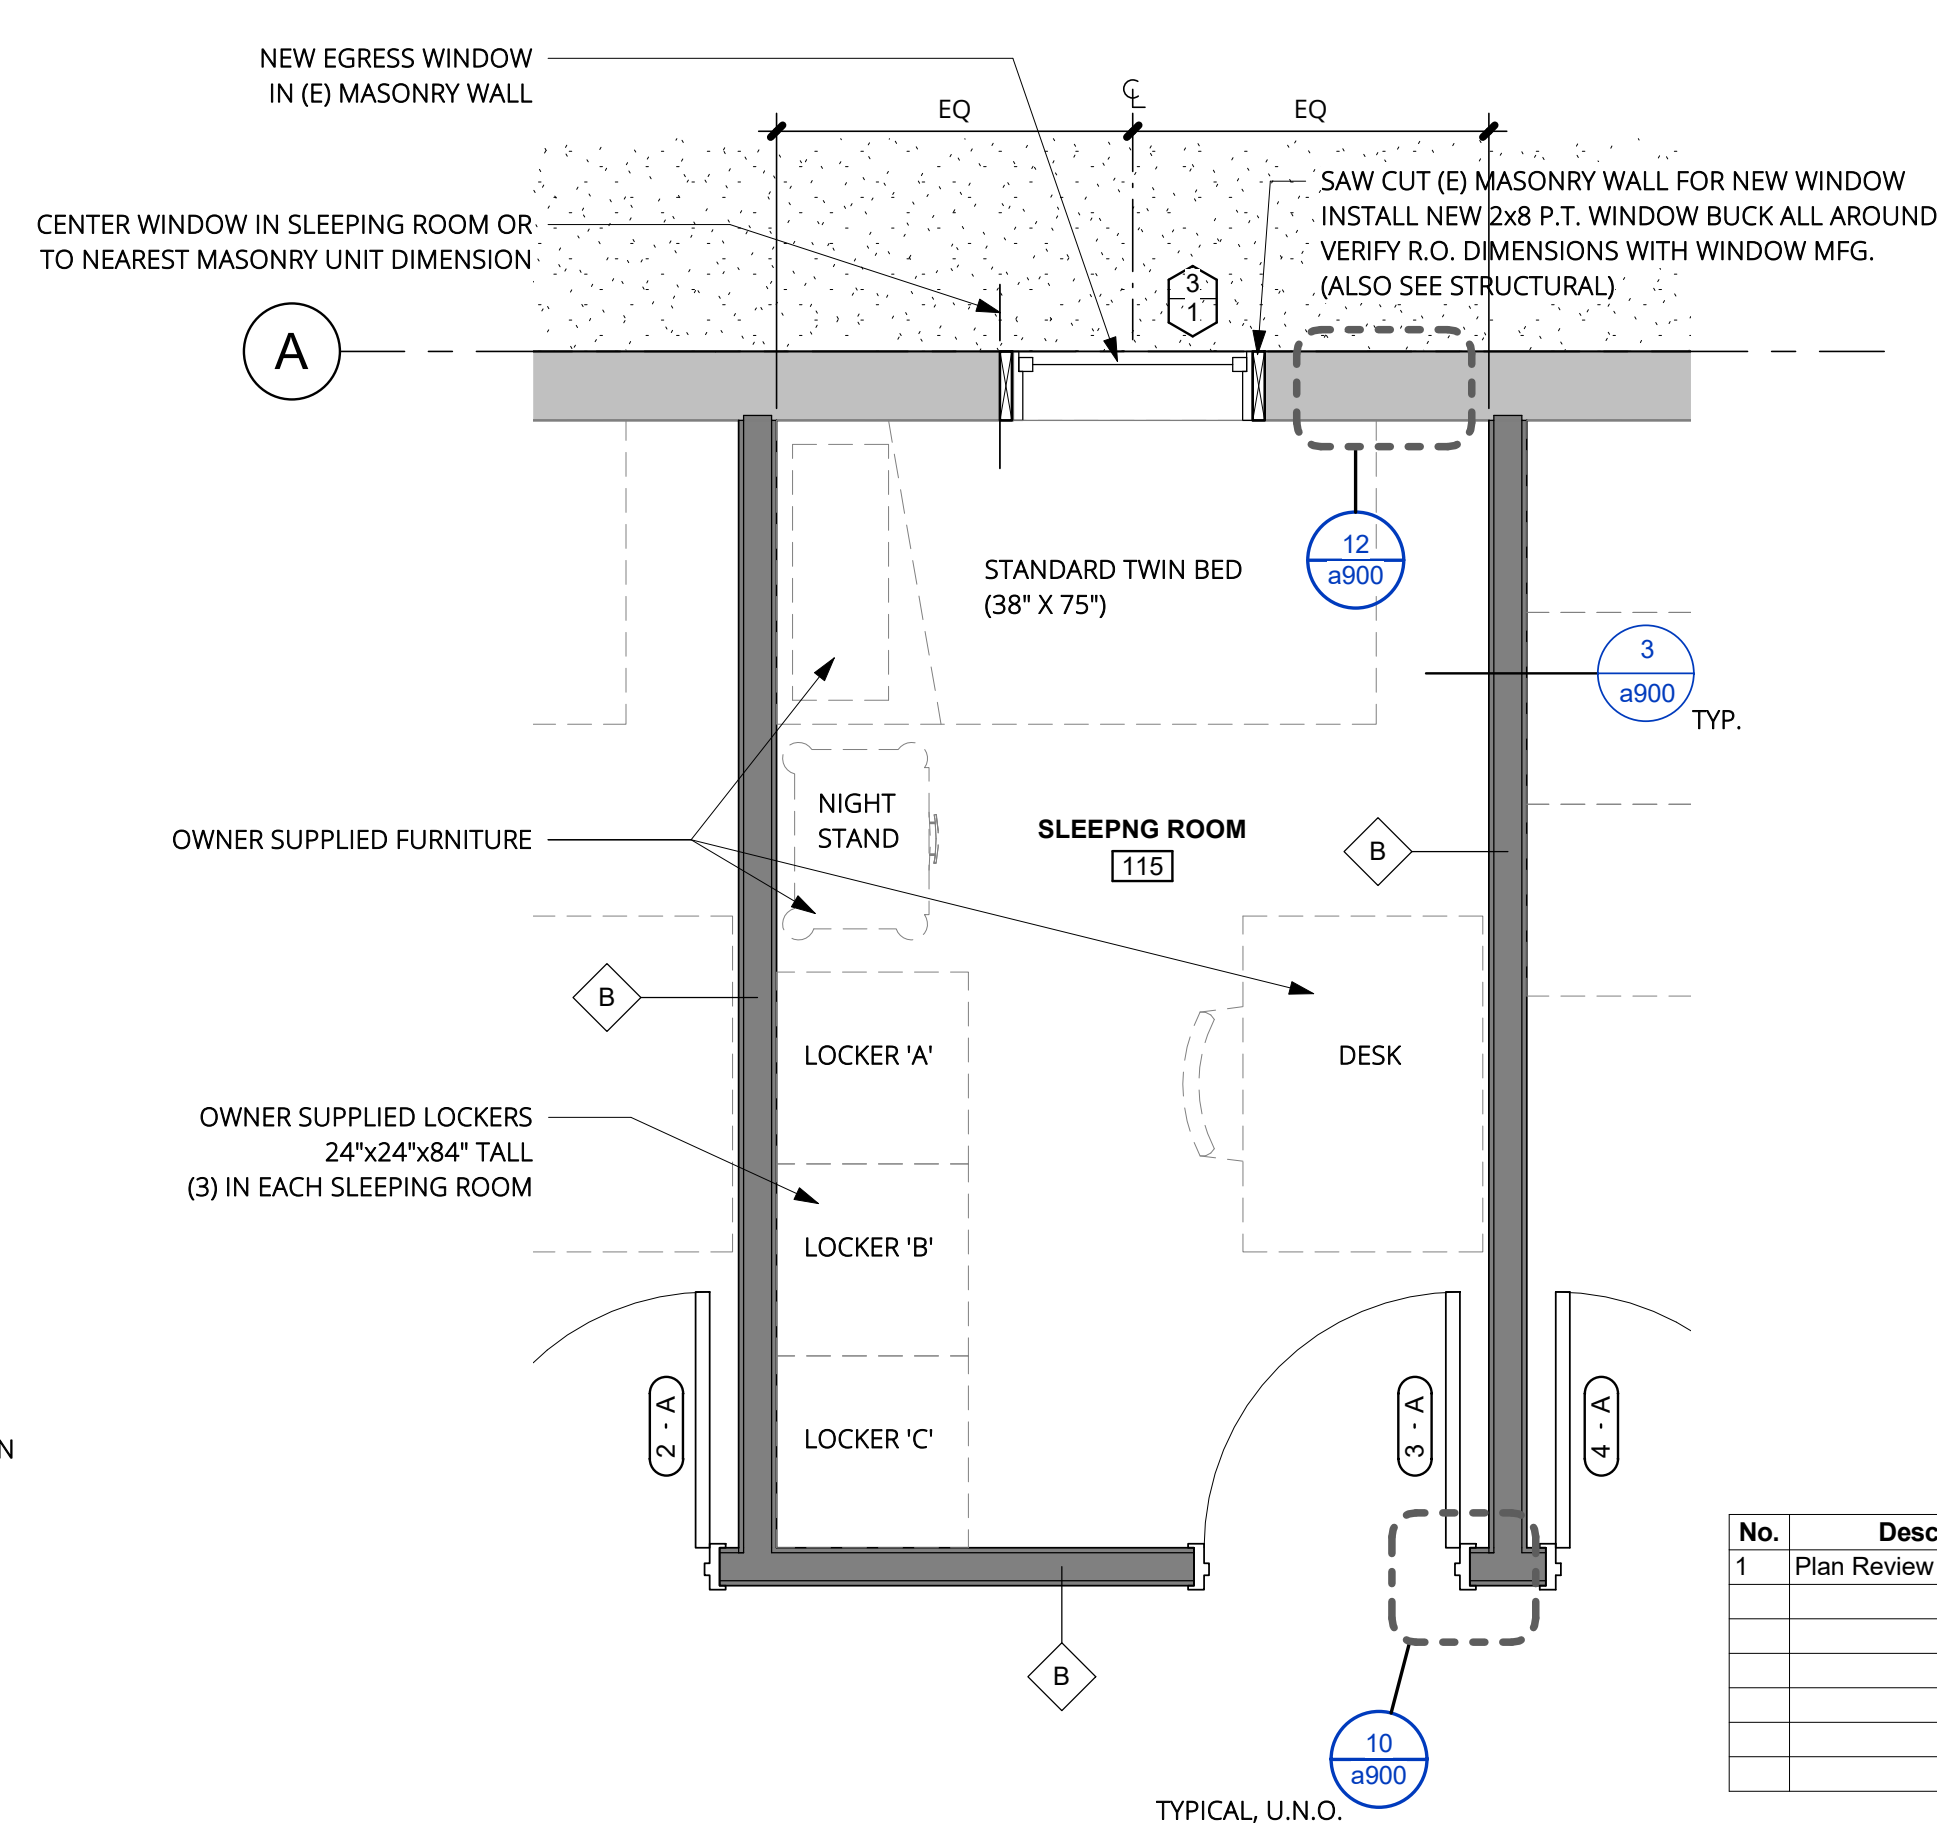 NEW EGRESS WINDOW
IN (E) MASONRY WALL
EQ
℄
EQ
SAW CUT (E) MASONRY WALL FOR NEW WINDOW
INSTALL NEW 2x8 P.T. WINDOW BUCK ALL AROUND
VERIFY R.O. DIMENSIONS WITH WINDOW MFG.
(ALSO SEE STRUCTURAL)
CENTER WINDOW IN SLEEPING ROOM OR
TO NEAREST MASONRY UNIT DIMENSION
3
1
A
12
a900
STANDARD TWIN BED
(38" X 75")
3
a900
TYP.
NIGHT
STAND
OWNER SUPPLIED FURNITURE
SLEEPNG ROOM
115
B
B
LOCKER 'A'
DESK
OWNER SUPPLIED LOCKERS
24"x24"x84" TALL
(3) IN EACH SLEEPING ROOM
LOCKER 'B'
LOCKER 'C'
2 - A
3 - A
4 - A
N
B
10
a900
TYPICAL, U.N.O.
No. Desc
1 Plan Review